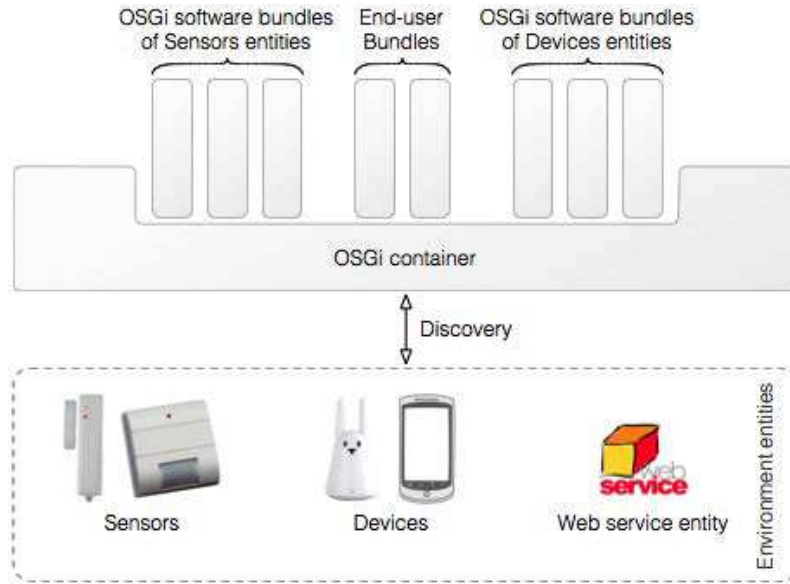 OSGi software bundles
of Sensors entities
End-user
Bundles
OSGi software bundles
of Devices entities
OSGi container
Discovery
Sensors
Devices
web
service
Web service entity
Environment entities